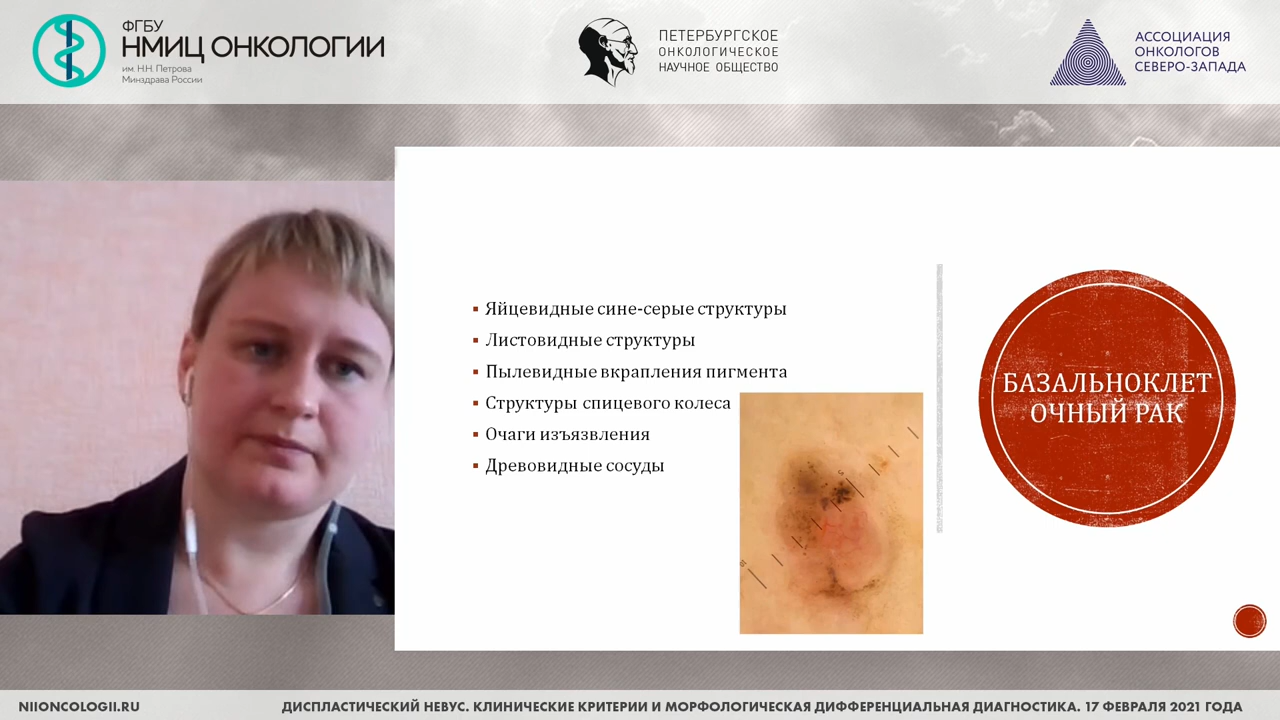 ФГБУ
НМИЦ ОНКОЛОГИИ
им. Н.Н. Петрова
Минздрава России
ПЕТЕРБУРГСКОЕ
ОНКОЛОГИЧЕСКОЕ
НАУЧНОЕ ОБЩЕСТВО
АССОЦИАЦИЯ
ОНКОЛОГОВ
СЕВЕРО-ЗАПАДА
Яйцевидные сине-серые структуры
Листовидные структуры
Пылевидные вкрапления пигмента
Структуры спицевого колеса
Очаги изъязвления
Древовидные сосуды
БАЗАЛЬНОКЛЕТ
ОЧНЫЙ РАК
NIIONCOLOGII.RU
ДИСПЛАСТИЧЕСКИЙ НЕВУС. КЛИНИЧЕСКИЕ КРИТЕРИИ И МОРФОЛОГИЧЕСКАЯ ДИФФЕРЕНЦИАЛЬНАЯ ДИАГНОСТИКА. 17 ФЕВРАЛЯ 2021 ГОДА